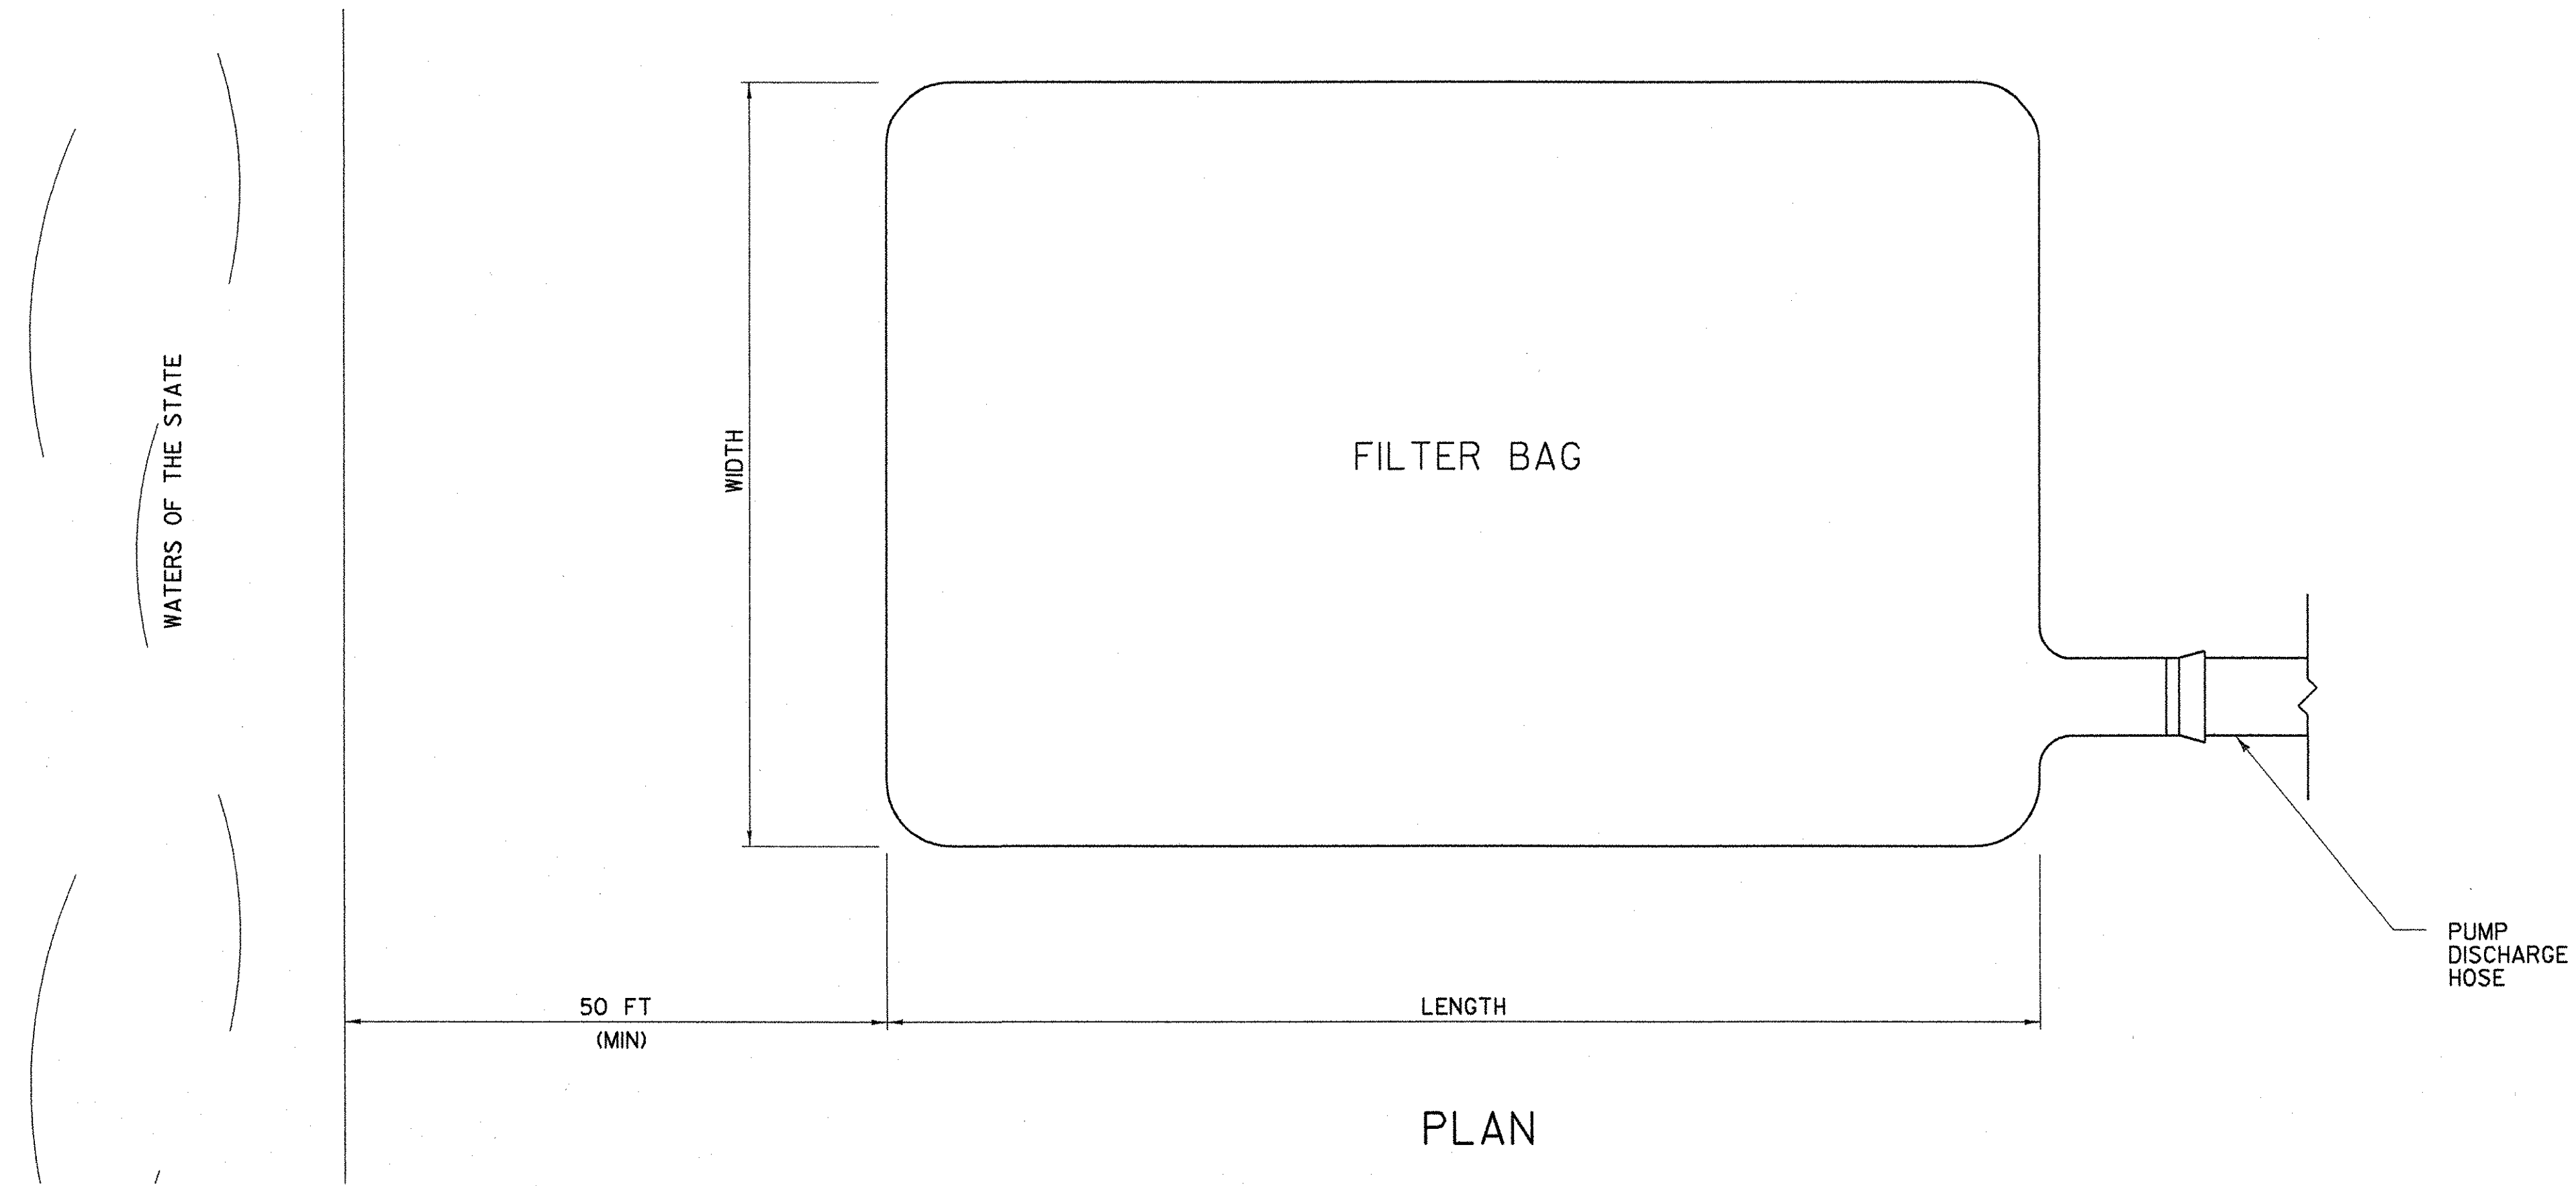 WATERS OF THE STATE
WIDTH
FILTER BAG
PUMP
DISCHARGE
HOSE
50 FT
(MIN)
LENGTH
PLAN